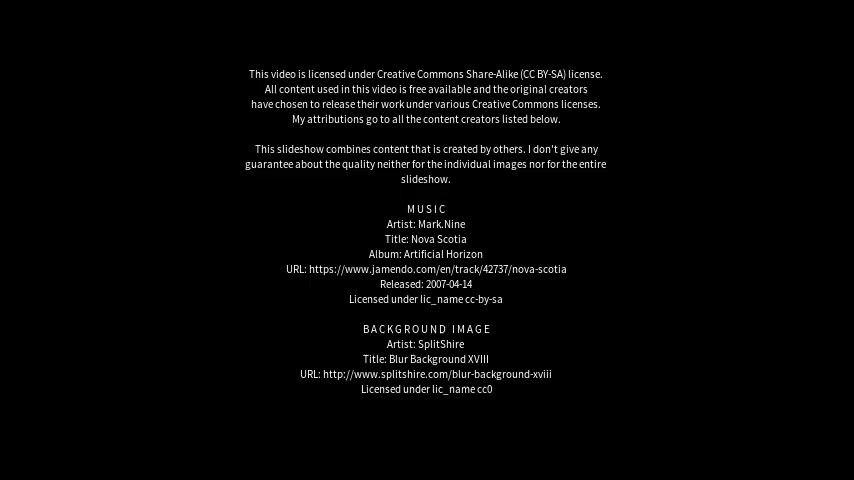 This video is licensed under Creative Commons Share-Alike (CC BY-SA) license.
All content used in this video is free available and the original creators
have chosen to release their work under various Creative Commons licenses.
My attributions go to all the content creators listed below.
This slideshow combines content that is created by others. I don't give any
guarantee about the quality neither for the individual images nor for the entire
slideshow.
MUSIC
Artist: Mark.Nine
Title: Nova Scotia
Album: Artificial Horizon
URL: https://www.jamendo.com/en/track/42737/nova-scotia
Released: 2007-04-14
Licensed under lic_name cc-by-sa
BACKGROUND IMAGE
Artist: SplitShire
Title: Blur Background XVIII
URL: http://www.splitshire.com/blur-background-xviii
Licensed under lic_name cc0